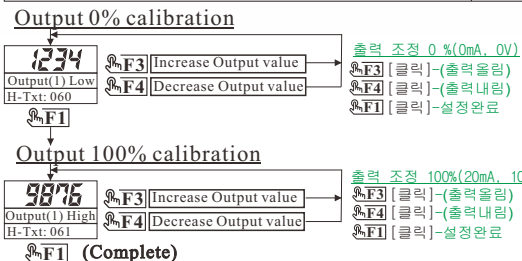 Output 0% calibration
1234
Output(1) Low
H-Txt: 060
F3 Increase Output value
F4 Decrease Output value
F1
출력 조정 0 %(0mA, 0V)
F3 [클릭]-(출력올림)
F4 [클릭]-(출력내림)
F1 [클릭]-설정완료
Output 100% calibration
9876
Output(1) High
H-Txt: 061
F3 Increase Output value
F4 Decrease Output value
F1 (Complete)
출력 조정 100%(20mA, 10
F3 [클릭]-(출력올림)
F4 [클릭]-(출력내림)
F1 [클릭]-설정완료